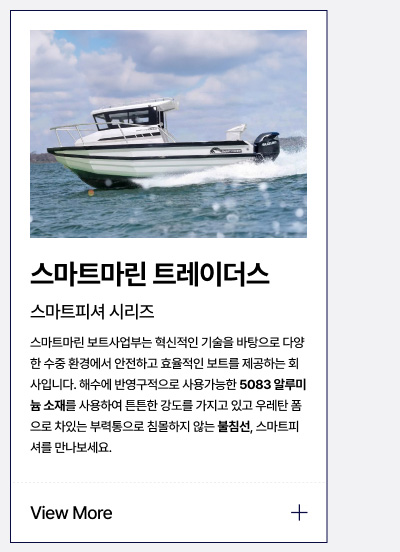 스마트마린 트레이더스
스마트피셔 시리즈
스마트마린 보트사업부는 혁신적인 기술을 바탕으로 다양
한 수중 환경에서 안전하고 효율적인 보트를 제공하는 회
사입니다. 해수에 반영구적으로 사용가능한 5083 알루미
늄 소재를 사용하여 튼튼한 강도를 가지고 있고 우레탄 폼
으로 차있는 부력통으로 침몰하지 않는 불침선, 스마트피
셔를 만나보세요.
View More